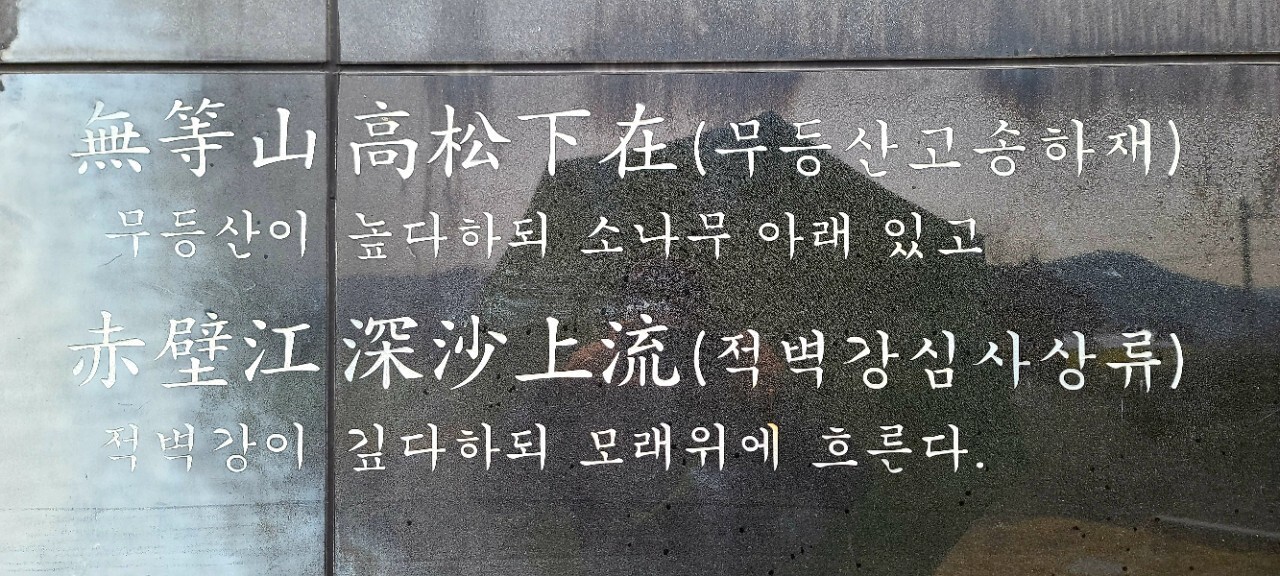 無等山高松下在(무등산고송하재)
무등산이 높다하되 소나무 아래 있고
赤壁江深沙上流(적벽강심사상류)
적벽강이 깊다하되 모래위에 흐른다.